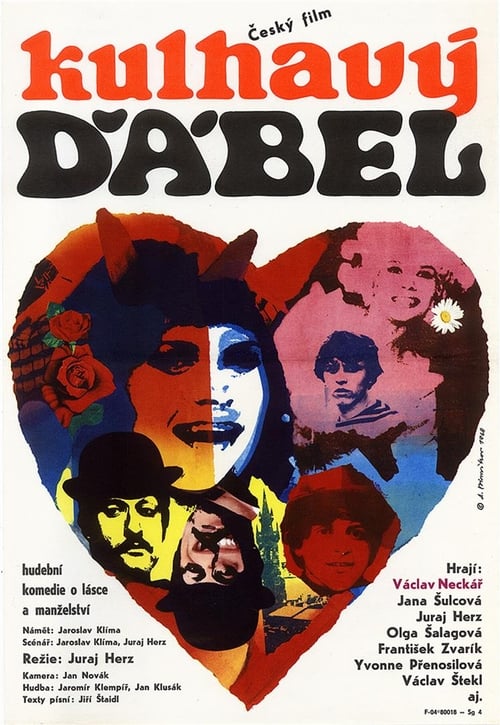 Český film
kulhavý
ĎÁBEL
hudební
komedie o lásce
a manželství
Námět: Jaroslav Klíma
Scénář: Jaroslav Klíma, Juraj Herz
Režie: Juraj Herz
Kamera: Jan Novák
Hudba: Jaromír Klempíř, Jan Klusák
Texty písní: Jiří Štaidl
Hrají:
Václav Neckář
Jana Šulcová
Juraj Herz
Olga Šalagová
František Zvarík
Yvonne Přenosilová
Václav Štekl
aj.
F-04*80018 – Sg 4